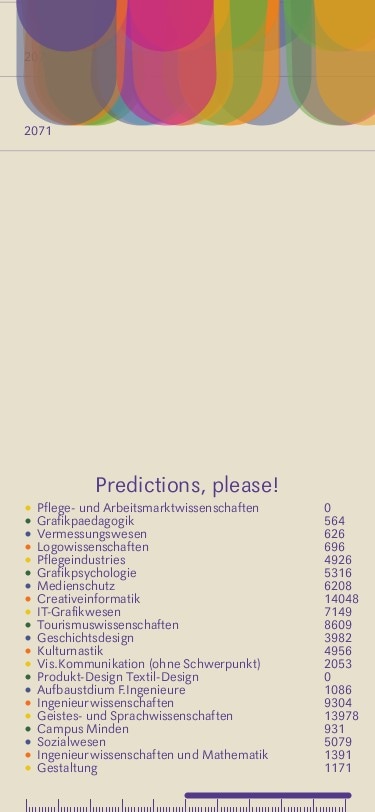 2071
Predictions, please!
Pflege- und Arbeitsmarktwissenschaften 0
Grafikpaedagogik 564
Vermessungswesen 626
Logowissenschaften 696
Pflegeindustries 4926
Grafikpsychologie 5316
Medienschutz 6208
Creativeinformatik 14048
IT-Grafikwesen 7149
Tourismuswissenschaften 8609
Geschichtsdesign 3982
Kulturnastik 4956
Vis.Kommunikation (ohne Schwerpunkt) 2053
Produkt-Design Textil-Design 0
Aufbaustdium F.Ingenieure 1086
Ingenieurwissenschaften 9304
Geistes- und Sprachwissenschaften 13978
Campus Minden 931
Sozialwesen 5079
Ingenieurwissenschaften und Mathematik 1391
Gestaltung 1171